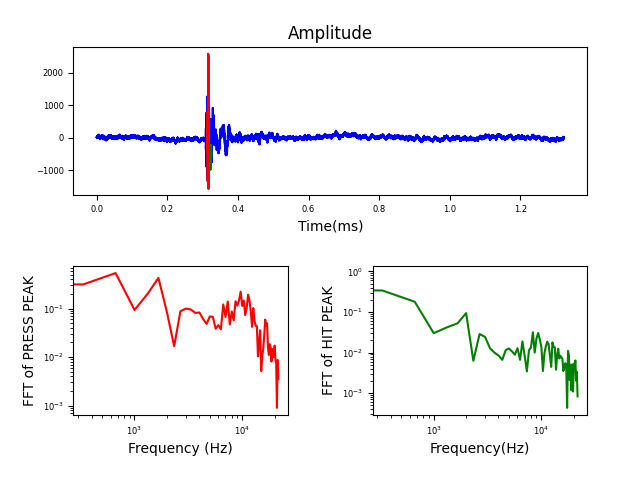 Amplitude
2000
1000
0
−1000
0.0 0.2 0.4 0.6 0.8 1.0 1.2
Time(ms)
FFT of PRESS PEAK
10⁻¹
10⁻²
10⁻³
10³ 10⁴
Frequency (Hz)
FFT of HIT PEAK
10⁰
10⁻¹
10⁻²
10⁻³
10³ 10⁴
Frequency(Hz)